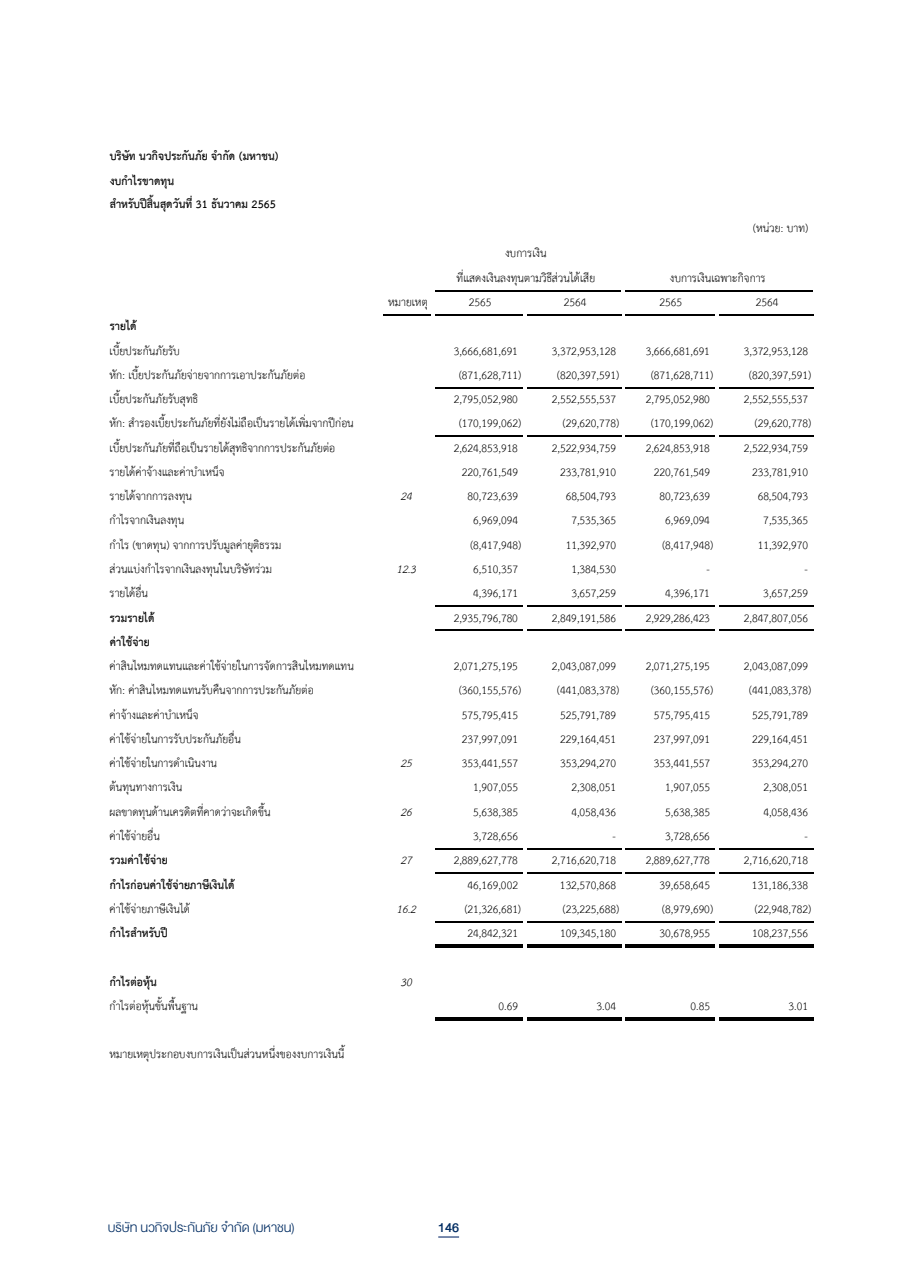 บริษัท นวกิจประกันภัย จำกัด (มหาชน)
งบกำไรขาดทุน
สำหรับปีสิ้นสุดวันที่ 31 ธันวาคม 2565
(หน่วย: บาท)
งบการเงิน
ที่แสดงเงินลงทุนตามวิธีส่วนได้เสีย งบการเงินเฉพาะกิจการ
หมายเหตุ 2565 2564 2565 2564
รายได้
เบี้ยประกันภัยรับ 3,666,681,691 3,372,953,128 3,666,681,691 3,372,953,128
หัก: เบี้ยประกันภัยจ่ายจากการเอาประกันภัยต่อ (871,628,711) (820,397,591) (871,628,711) (820,397,591)
เบี้ยประกันภัยรับสุทธิ 2,795,052,980 2,552,555,537 2,795,052,980 2,552,555,537
หัก: สำรองเบี้ยประกันภัยที่ยังไม่ถือเป็นรายได้เพิ่มจากปีก่อน (170,199,062) (29,620,778) (170,199,062) (29,620,778)
เบี้ยประกันภัยที่ถือเป็นรายได้สุทธิจากการประกันภัยต่อ 2,624,853,918 2,522,934,759 2,624,853,918 2,522,934,759
รายได้ค่าจ้างและค่าบำเหน็จ 220,761,549 233,781,910 220,761,549 233,781,910
รายได้จากการลงทุน 24 80,723,639 68,504,793 80,723,639 68,504,793
กำไรจากเงินลงทุน 6,969,094 7,535,365 6,969,094 7,535,365
กำไร (ขาดทุน) จากการปรับมูลค่ายุติธรรม (8,417,948) 11,392,970 (8,417,948) 11,392,970
ส่วนแบ่งกำไรจากเงินลงทุนในบริษัทร่วม 12.3 6,510,357 1,384,530 - -
รายได้อื่น 4,396,171 3,657,259 4,396,171 3,657,259
รวมรายได้ 2,935,796,780 2,849,191,586 2,929,286,423 2,847,807,056
ค่าใช้จ่าย
ค่าสินไหมทดแทนและค่าใช้จ่ายในการจัดการสินไหมทดแทน 2,071,275,195 2,043,087,099 2,071,275,195 2,043,087,099
หัก: ค่าสินไหมทดแทนรับคืนจากการประกันภัยต่อ (360,155,576) (441,083,378) (360,155,576) (441,083,378)
ค่าจ้างและค่าบำเหน็จ 575,795,415 525,791,789 575,795,415 525,791,789
ค่าใช้จ่ายในการรับประกันภัยอื่น 237,997,091 229,164,451 237,997,091 229,164,451
ค่าใช้จ่ายในการดำเนินงาน 25 353,441,557 353,294,270 353,441,557 353,294,270
ต้นทุนทางการเงิน 1,907,055 2,308,051 1,907,055 2,308,051
ผลขาดทุนด้านเครดิตที่คาดว่าจะเกิดขึ้น 26 5,638,385 4,058,436 5,638,385 4,058,436
ค่าใช้จ่ายอื่น 3,728,656 - 3,728,656 -
รวมค่าใช้จ่าย 27 2,889,627,778 2,716,620,718 2,889,627,778 2,716,620,718
กำไรก่อนค่าใช้จ่ายภาษีเงินได้ 46,169,002 132,570,868 39,658,645 131,186,338
ค่าใช้จ่ายภาษีเงินได้ 16.2 (21,326,681) (23,225,688) (8,979,690) (22,948,782)
กำไรสำหรับปี 24,842,321 109,345,180 30,678,955 108,237,556
กำไรต่อหุ้น 30
กำไรต่อหุ้นขั้นพื้นฐาน 0.69 3.04 0.85 3.01
หมายเหตุประกอบงบการเงินเป็นส่วนหนึ่งของงบการเงินนี้
บริษัท นวกิจประกันภัย จำกัด (มหาชน) 146